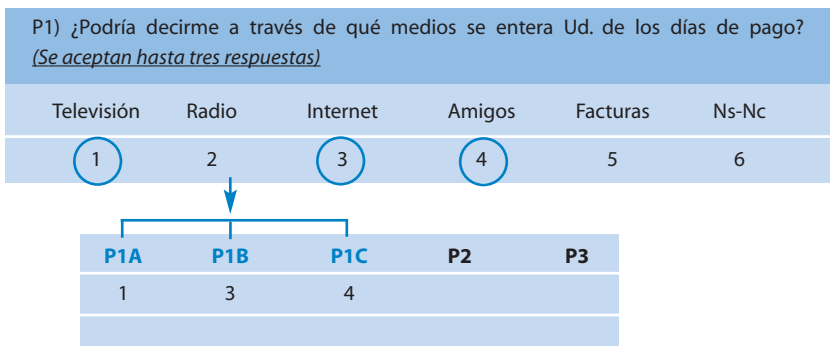 P1) ¿Podría decirme a través de qué medios se entera Ud. de los días de pago?
(Se aceptan hasta tres respuestas)
Televisión Radio Internet Amigos Facturas Ns-Nc
1 2 3 4 5 6
P1A P1B P1C P2 P3
1 3 4